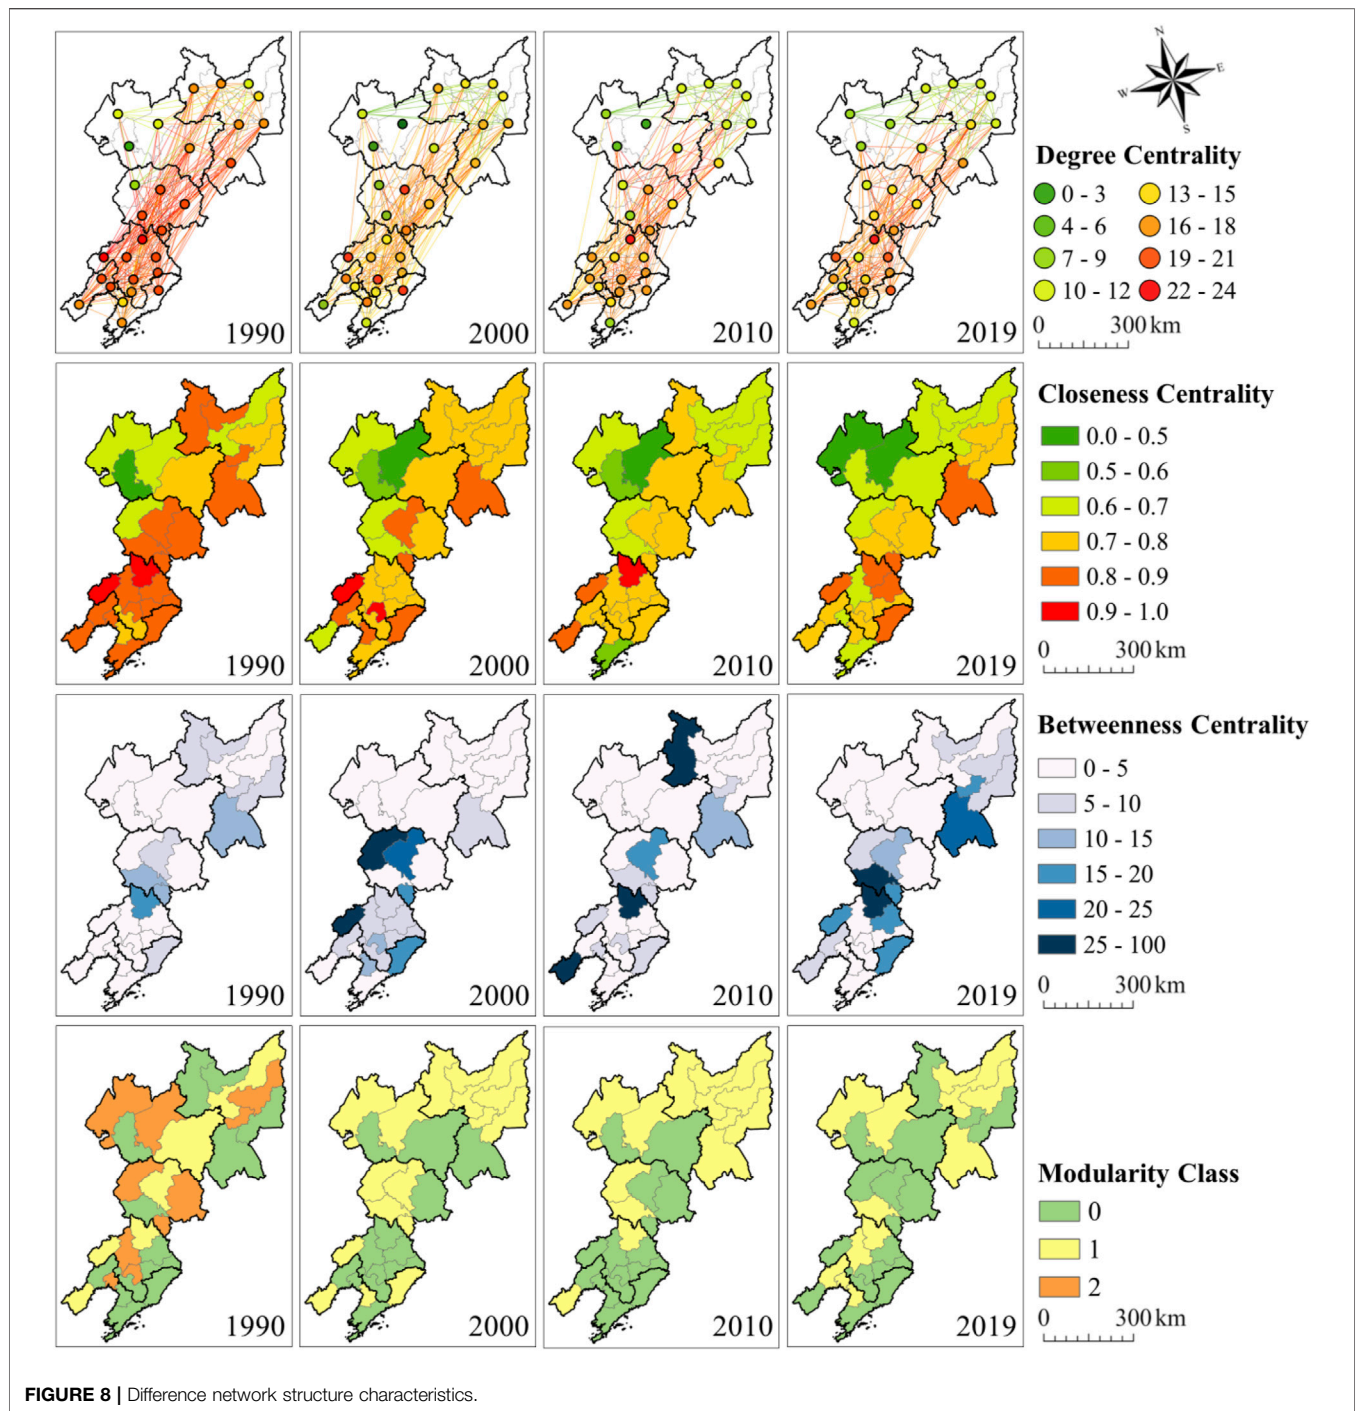 N
E
W
S
1990
2000
2010
2019
Degree Centrality
0 - 3
13 - 15
4 - 6
16 - 18
7 - 9
19 - 21
10 - 12
22 - 24
0 300 km
1990
2000
2010
2019
Closeness Centrality
0.0 - 0.5
0.5 - 0.6
0.6 - 0.7
0.7 - 0.8
0.8 - 0.9
0.9 - 1.0
0 300 km
1990
2000
2010
2019
Betweenness Centrality
0 - 5
5 - 10
10 - 15
15 - 20
20 - 25
25 - 100
0 300 km
1990
2000
2010
2019
Modularity Class
0
1
2
0 300 km
FIGURE 8 | Difference network structure characteristics.